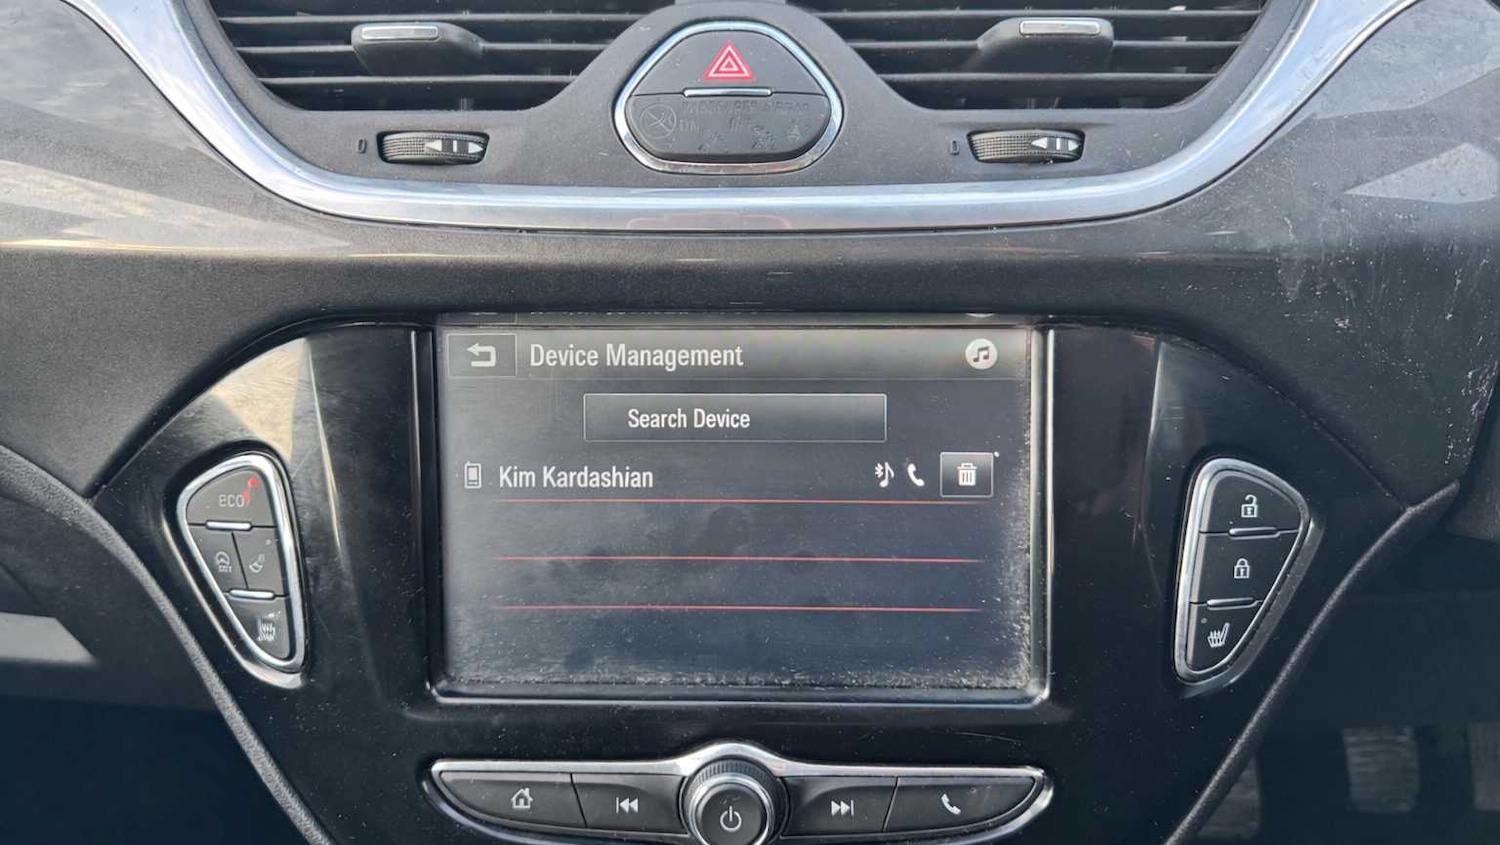 Device Management
Search Device
Kim Kardashian
ECO